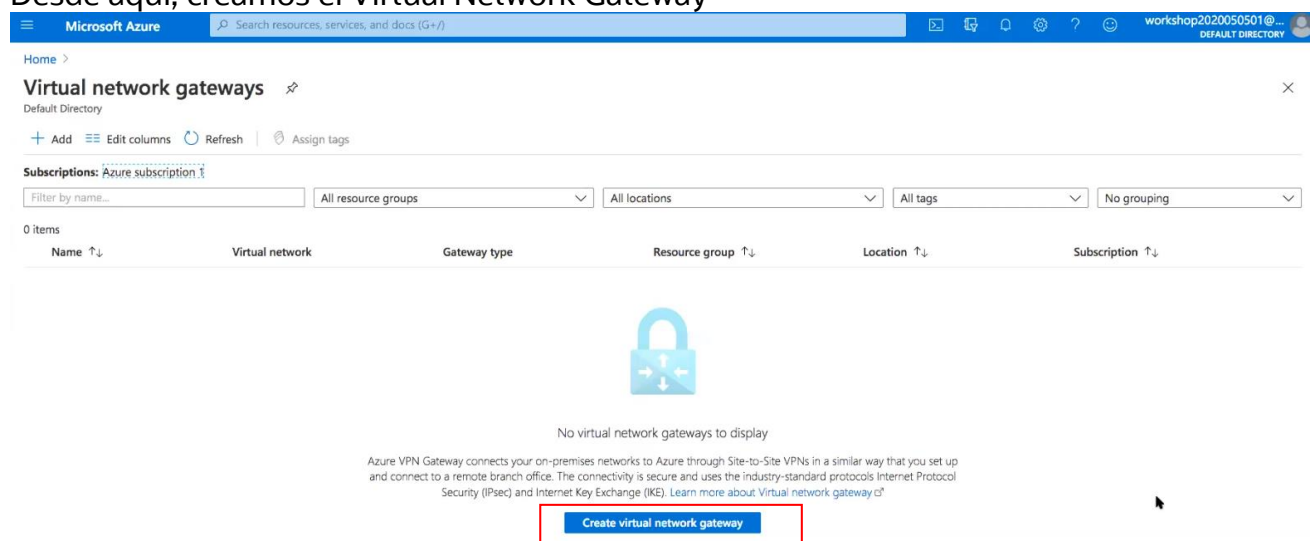 Desde aquí, creamos el Virtual Network Gateway
Microsoft Azure Search resources, services, and docs (G+/) workshop2020050501@...
DEFAULT DIRECTORY
Home >
Virtual network gateways
Default Directory
+ Add Edit columns Refresh Assign tags
Subscriptions: Azure subscription 1
Filter by name... All resource groups All locations All tags No grouping
0 items
Name ↑↓ Virtual network Gateway type Resource group ↑↓ Location ↑↓ Subscription ↑↓
No virtual network gateways to display
Azure VPN Gateway connects your on-premises networks to Azure through Site-to-Site VPNs in a similar way that you set up
and connect to a remote branch office. The connectivity is secure and uses the industry-standard protocols Internet Protocol
Security (IPsec) and Internet Key Exchange (IKE). Learn more about Virtual network gateway
Create virtual network gateway